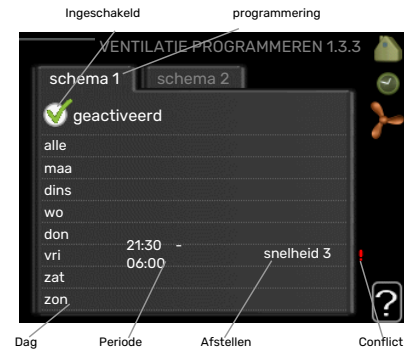 Ingeschakeld programmering
VENTILATIE PROGRAMMEREN 1.3.3
schema 1 schema 2
geactiveerd
alle
maa
dins
wo
don
vri 21:30 - 06:00 snelheid 3 !
zat
zon ?
Dag Periode Afstellen Conflict